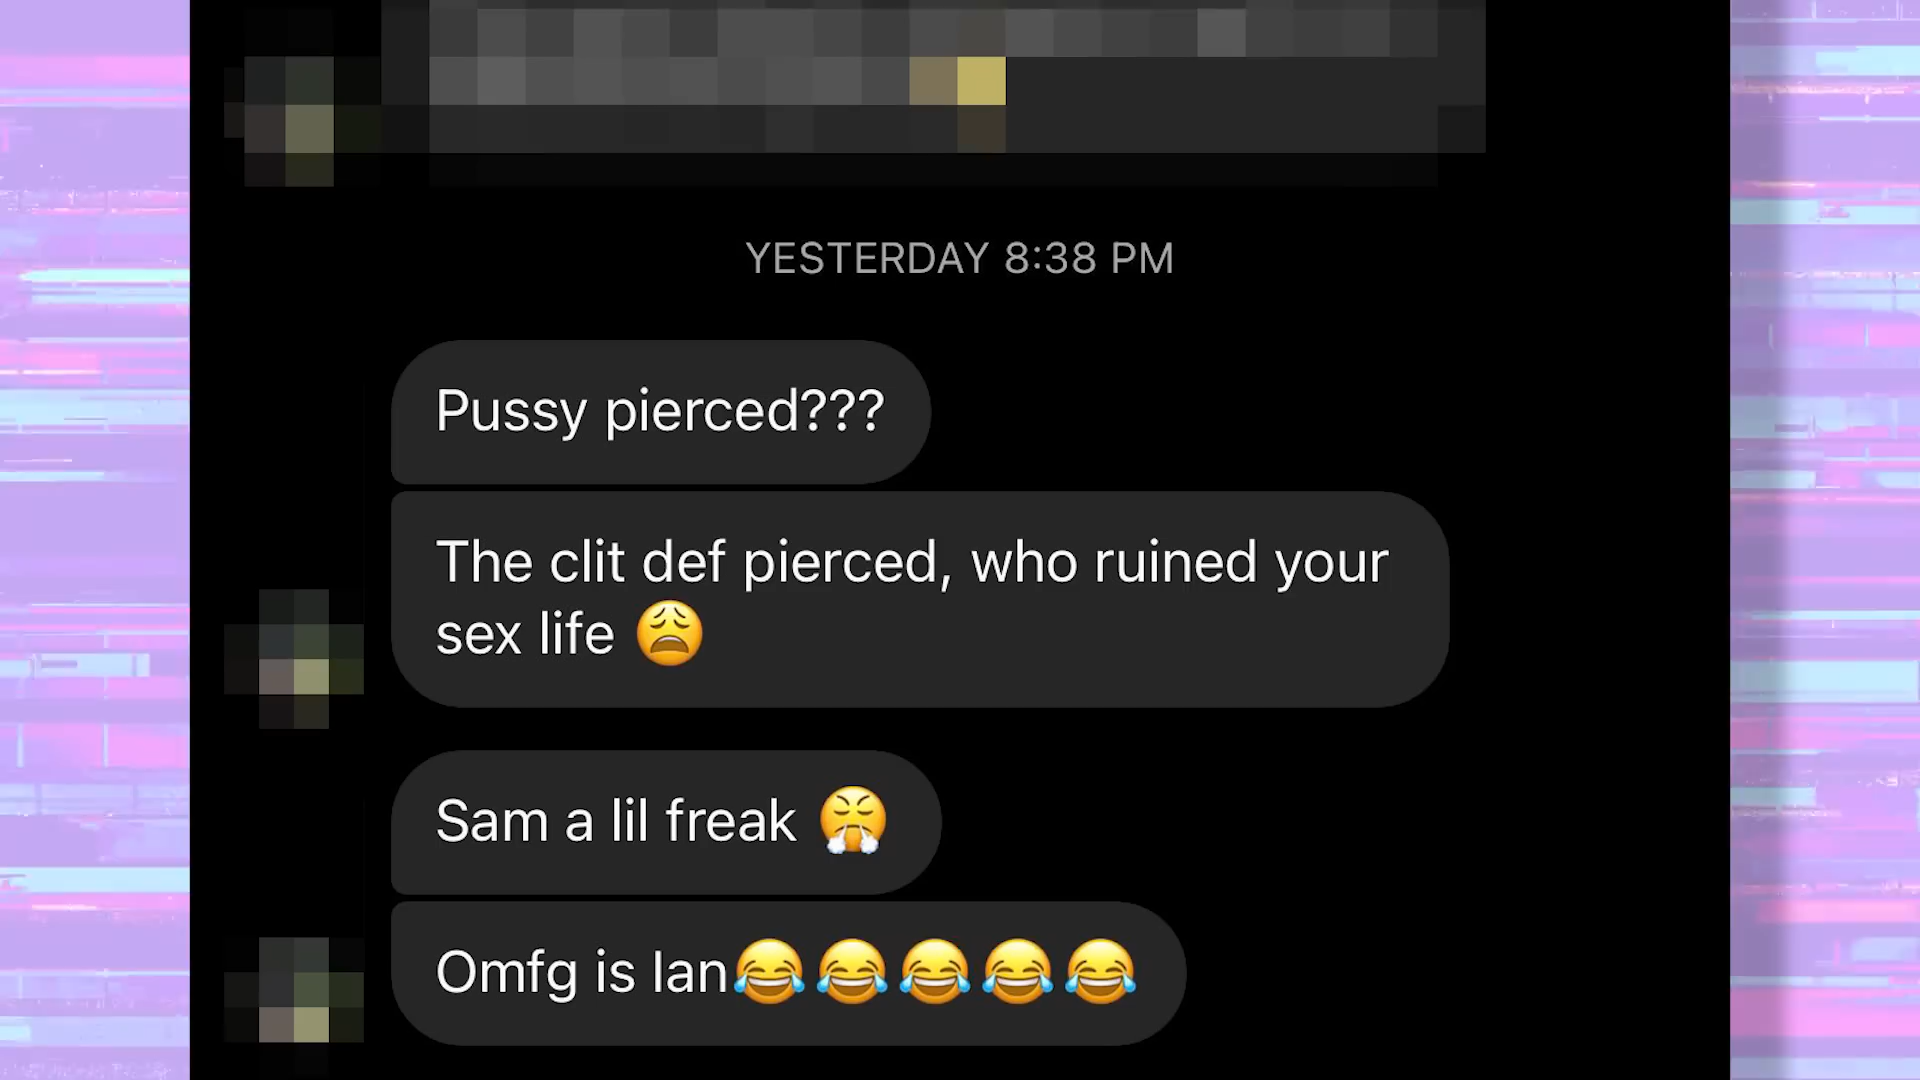 YESTERDAY 8:38 PM
Pussy pierced???
The clit def pierced, who ruined your
sex life 😩
Sam a lil freak 😤
Omfg is Ian😂😂😂😂😂